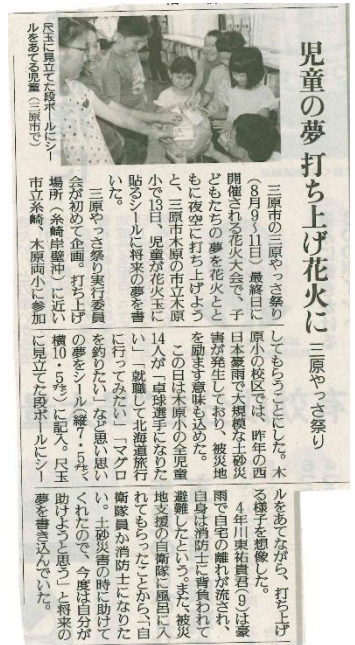 児童の夢 打ち上げ花火に
三原やっさ祭り
尺玉に見立てた段ボールにシー
ルをあてる児童（三原市で）
三原市の三原やっさ祭り
（8月9～11日）最終日に
開催される花火大会で、子
どもたちの夢を花火とと
もに夜空に打ち上げよう
と、三原市木原の市立木原
小で13日、児童が花火玉に
貼るシールに将来の夢を書
いた。
三原やっさ祭り実行委員
会が初めて企画。打ち上げ
場所（糸崎岸壁沖）に近い
市立糸崎、木原両小に参加
してもらうことにした。木
原小の校区では、昨年の西
日本豪雨で大規模な土砂災
害が発生しており、被災地
を励ます意味も込めた。
この日は木原小の全児童
14人が「卓球選手になりた
い」「就職して北海道旅行
に行ってみたい」「マグロ
を釣りたい」など思い思い
の夢をシール（縦7・5㌢、
横10・5㌢）に記入。尺玉
に見立てた段ボールにシー
ルをあてながら、打ち上げ
る様子を想像した。
4年川東祐貴君（9）は豪
雨で自宅の離れが流され、
自身は消防士に背負われて
避難したという。また、被災
地支援の自衛隊に風呂に入
れてもらったことから、「自
衛隊員か消防士になりた
い。土砂災害の時に助けて
くれたので、今度は自分が
助けようと思う」と将来の
夢を書き込んでいた。